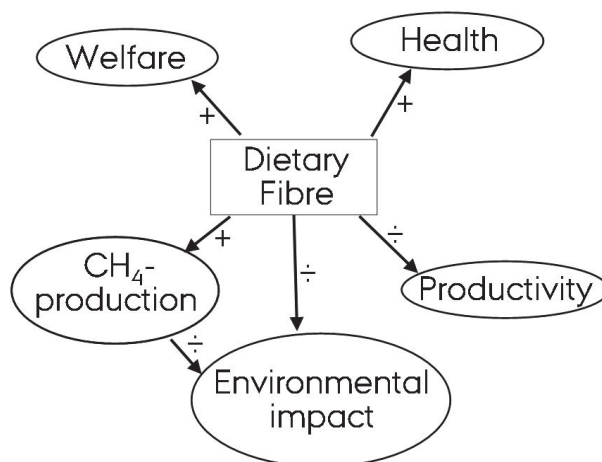 Welfare
Health
+
+
Dietary
Fibre
+
÷
÷
CH₄-
production
Productivity
÷
Environmental
impact